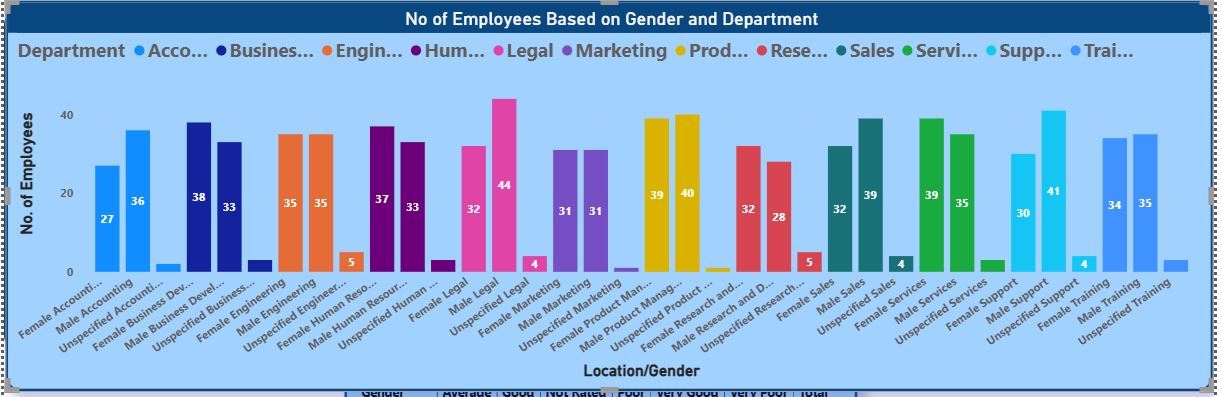 No of Employees Based on Gender and Department
Department Acco... Busines... Engin... Hum... Legal Marketing Prod... Rese... Sales Servi... Supp... Trai...
No. of Employees
40
20
0
27 36 38 33 35 35 5 37 33 32 44 4 31 31 39 40 32 28 5 32 39 4 39 35 30 41 4 34 35
Female Accounti...
Male Accounting
Unspecified Accounti...
Female Business Dev...
Male Business Devel...
Unspecified Business...
Female Engineering
Male Engineering
Unspecified Engineer...
Female Human Reso...
Male Human Resour...
Unspecified Human ...
Female Legal
Male Legal
Unspecified Legal
Female Marketing
Male Marketing
Unspecified Marketing
Female Product Man...
Male Product Manag...
Unspecified Product ...
Female Research and...
Male Research and D...
Unspecified Research...
Female Sales
Male Sales
Unspecified Sales
Female Services
Male Services
Unspecified Services
Female Support
Male Support
Unspecified Support
Female Training
Male Training
Unspecified Training
Location/Gender
Gender Average Good Not Rated Poor Very Good Very Poor Total